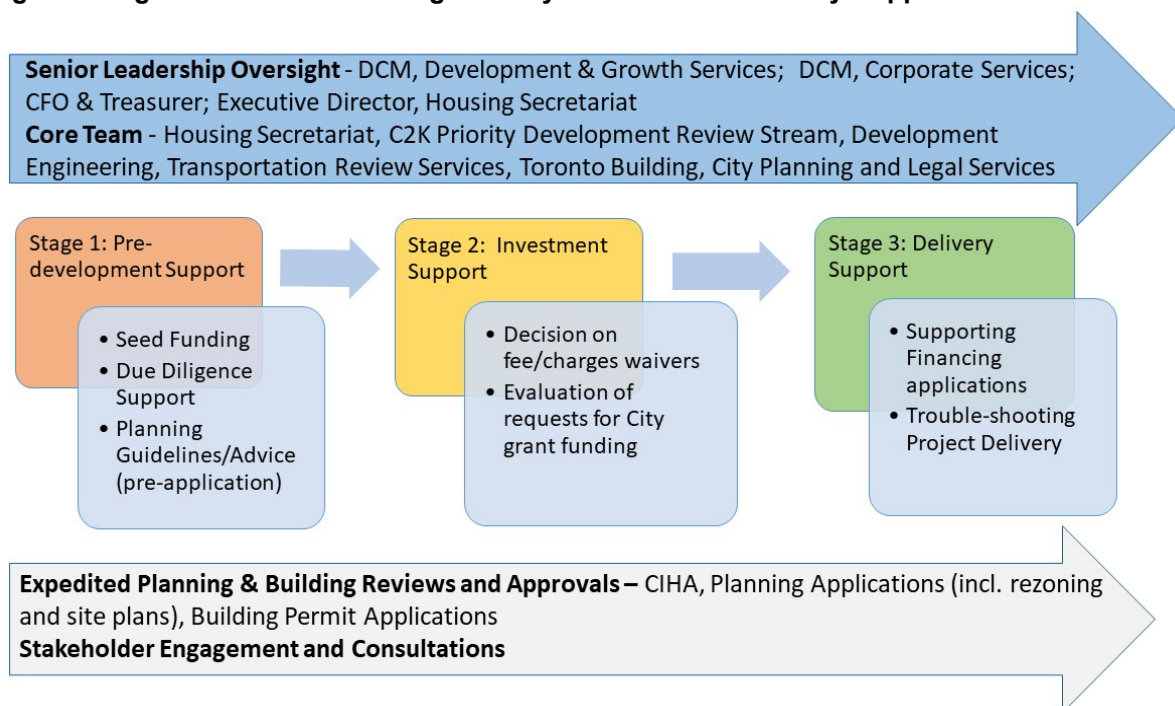 Senior Leadership Oversight - DCM, Development & Growth Services; DCM, Corporate Services;
CFO & Treasurer; Executive Director, Housing Secretariat
Core Team - Housing Secretariat, C2K Priority Development Review Stream, Development
Engineering, Transportation Review Services, Toronto Building, City Planning and Legal Services
Stage 1: Pre-
development Support
• Seed Funding
• Due Diligence
Support
• Planning
Guidelines/Advice
(pre-application)
Stage 2: Investment
Support
• Decision on
fee/charges waivers
• Evaluation of
requests for City
grant funding
Stage 3: Delivery
Support
• Supporting
Financing
applications
• Trouble-shooting
Project Delivery
Expedited Planning & Building Reviews and Approvals – CIHA, Planning Applications (incl. rezoning
and site plans), Building Permit Applications
Stakeholder Engagement and Consultations